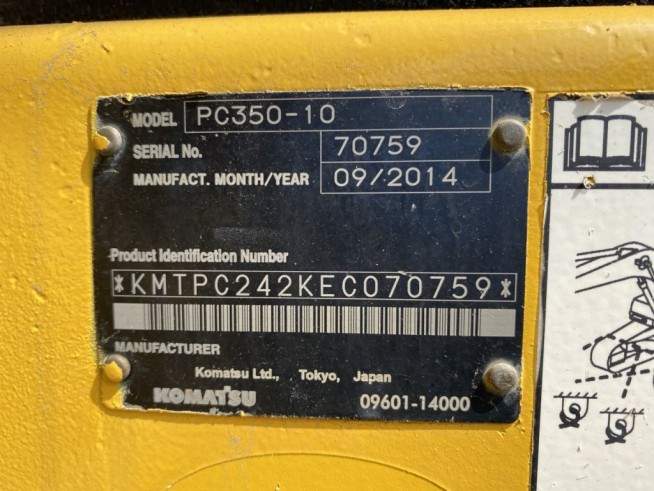 MODEL PC350-10
SERIAL No. 70759
MANUFACT. MONTH/YEAR 09/2014
Product Identification Number
*KMTPC242KEC070759*
MANUFACTURER
Komatsu Ltd., Tokyo, Japan
KOMATSU 09601-14000